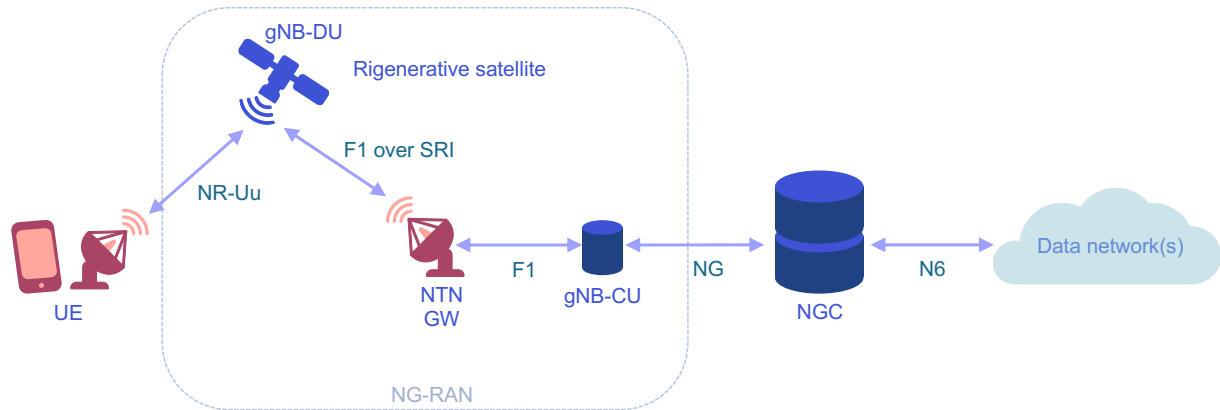 gNB-DU
Rigenerative satellite
F1 over SRI
NR-Uu
UE
NTN
GW
F1
gNB-CU
NG
NGC
N6
Data network(s)
NG-RAN